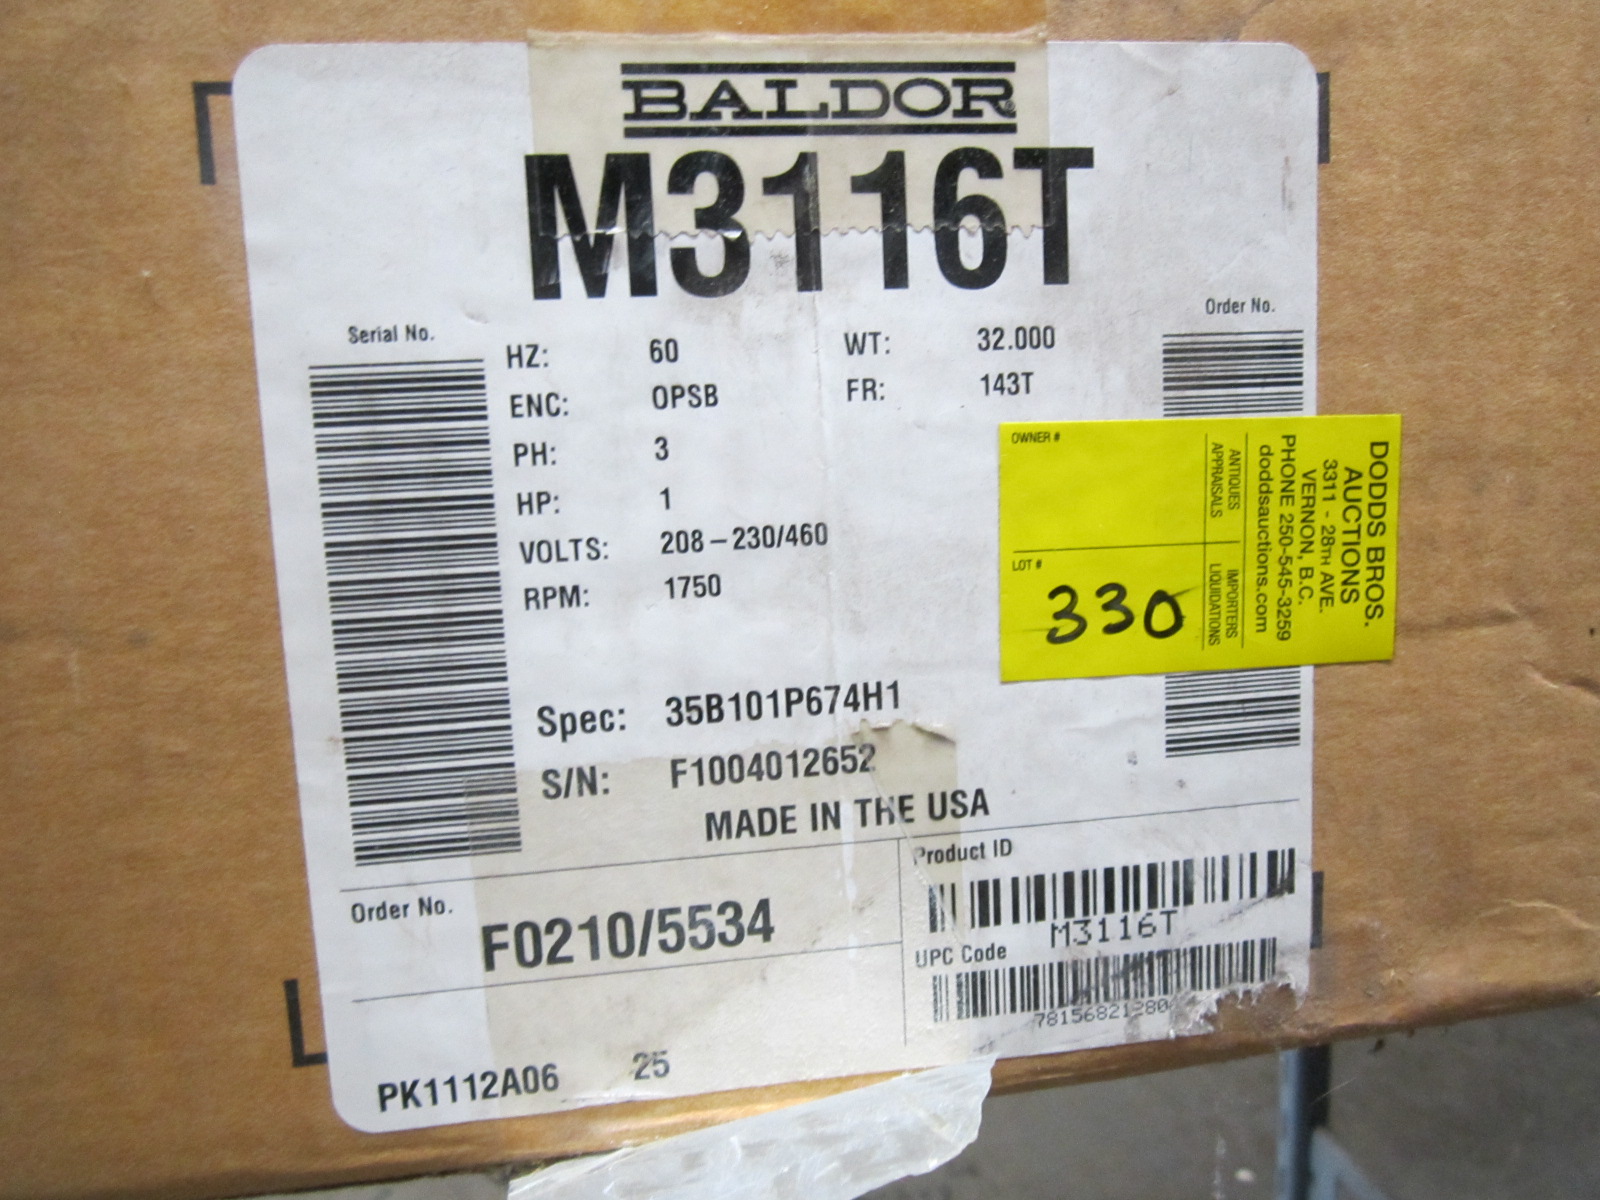 BALDOR
M3116T
Serial No.
HZ: 60
ENC: OPSB
PH: 3
HP: 1
VOLTS: 208-230/460
RPM: 1750
WT: 32.000
FR: 143T
Order No.
Spec: 35B101P674H1
S/N: F1004012652
MADE IN THE USA
Order No.
F0210/5534
Product ID
M3116T
UPC Code
PK1112A06 25
OWNER #
LOT #
330
DODDS BROS.
AUCTIONS
3311 - 28TH AVE.
VERNON, B.C.
PHONE 250-545-3259
doddsauctions.com
ANTIQUES IMPORTERS
APPRAISALS LIQUIDATIONS